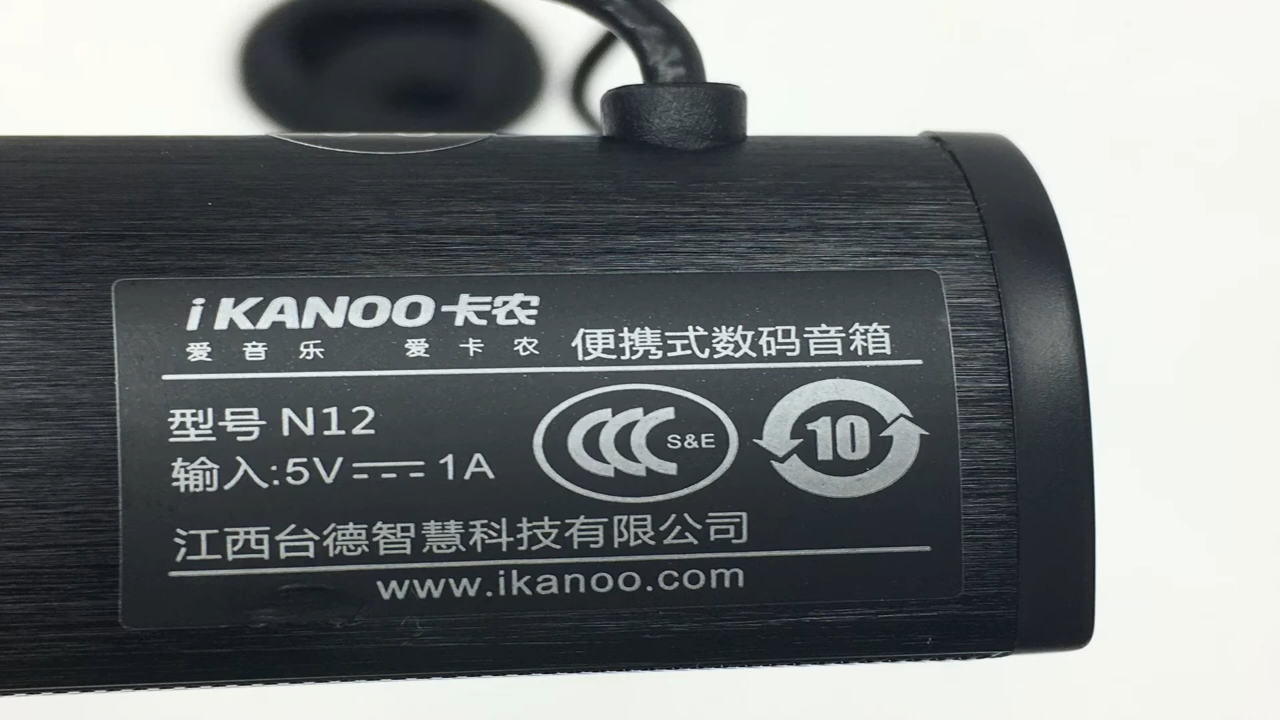 iKANOO卡农
爱音乐 爱卡农 便携式数码音箱
型号 N12
输入:5V⎓1A
CCC S&E
10
江西台德智慧科技有限公司
www.ikanoo.com